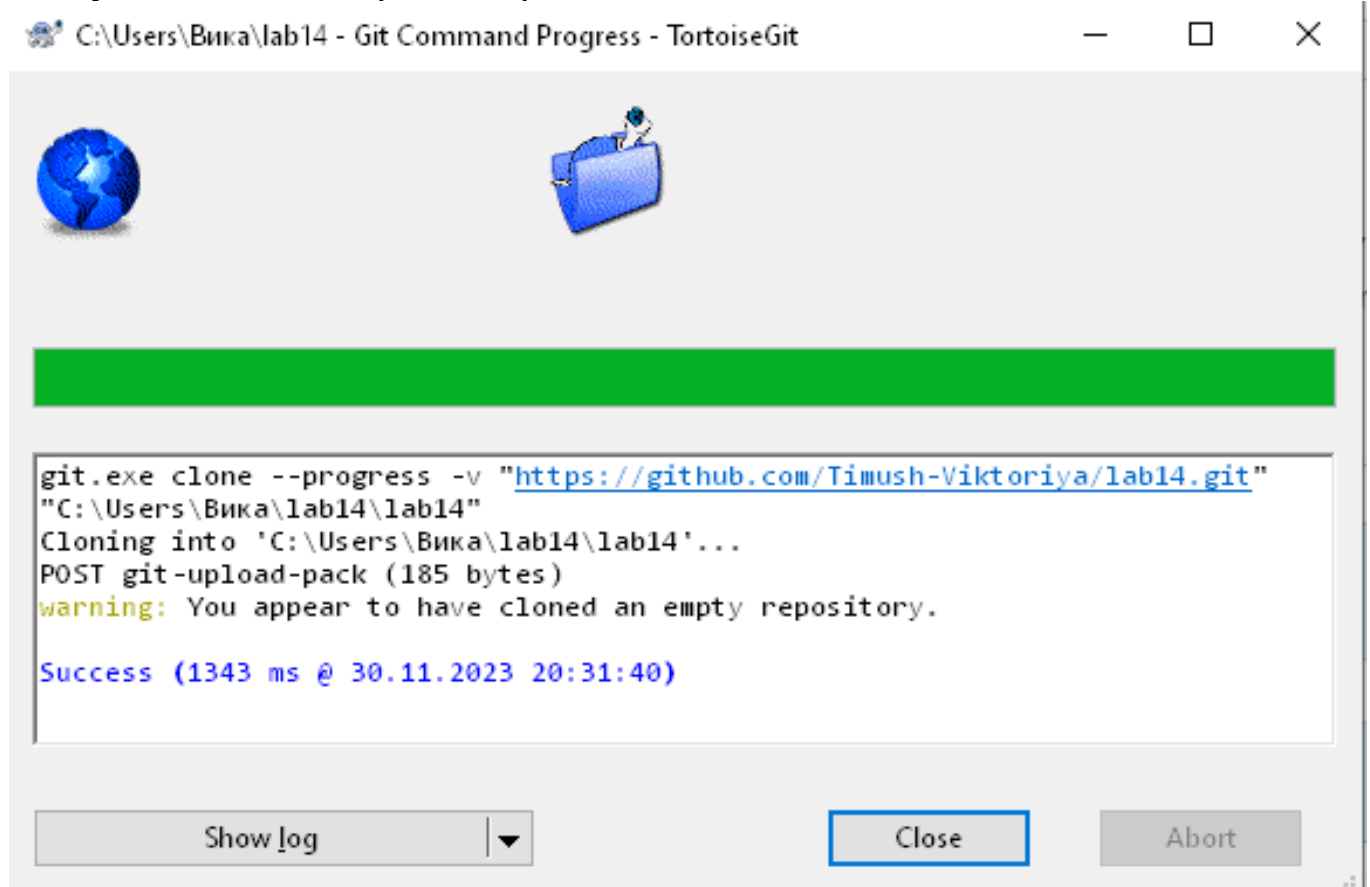 C:\Users\Вика\lab14 - Git Command Progress - TortoiseGit
git.exe clone --progress -v "https://github.com/Timush-Viktoriya/lab14.git"
"C:\Users\Вика\lab14\lab14"
Cloning into 'C:\Users\Вика\lab14\lab14'...
POST git-upload-pack (185 bytes)
warning: You appear to have cloned an empty repository.
Success (1343 ms @ 30.11.2023 20:31:40)
Show log
Close
Abort